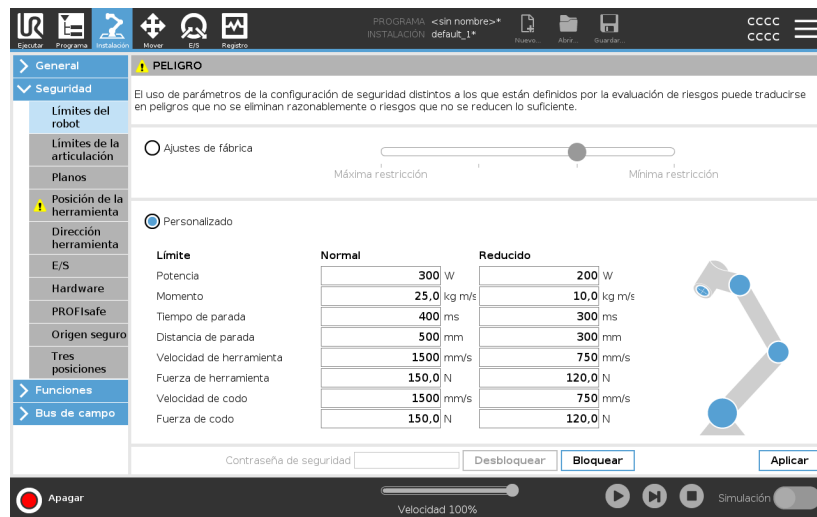 PROGRAMA <sin nombre>*
INSTALACIÓN default_1*
cccc
cccc
Ejecutar Programa Instalación Mover E/S Registro Nuevo... Abrir... Guardar...
General
Seguridad
Límites del
robot
Límites de la
articulación
Planos
Posición de la
herramienta
Dirección
herramienta
E/S
Hardware
PROFIsafe
Origen seguro
Tres
posiciones
Funciones
Bus de campo
PELIGRO
El uso de parámetros de la configuración de seguridad distintos a los que están definidos por la evaluación de riesgos puede traducirse
en peligros que no se eliminan razonablemente o riesgos que no se reducen lo suficiente.
Ajustes de fábrica
Máxima restricción Mínima restricción
Personalizado
Límite Normal Reducido
Potencia 300 W 200 W
Momento 25,0 kg m/s 10,0 kg m/s
Tiempo de parada 400 ms 300 ms
Distancia de parada 500 mm 300 mm
Velocidad de herramienta 1500 mm/s 750 mm/s
Fuerza de herramienta 150,0 N 120,0 N
Velocidad de codo 1500 mm/s 750 mm/s
Fuerza de codo 150,0 N 120,0 N
Contraseña de seguridad Desbloquear Bloquear Aplicar
Apagar
Velocidad 100%
Simulación